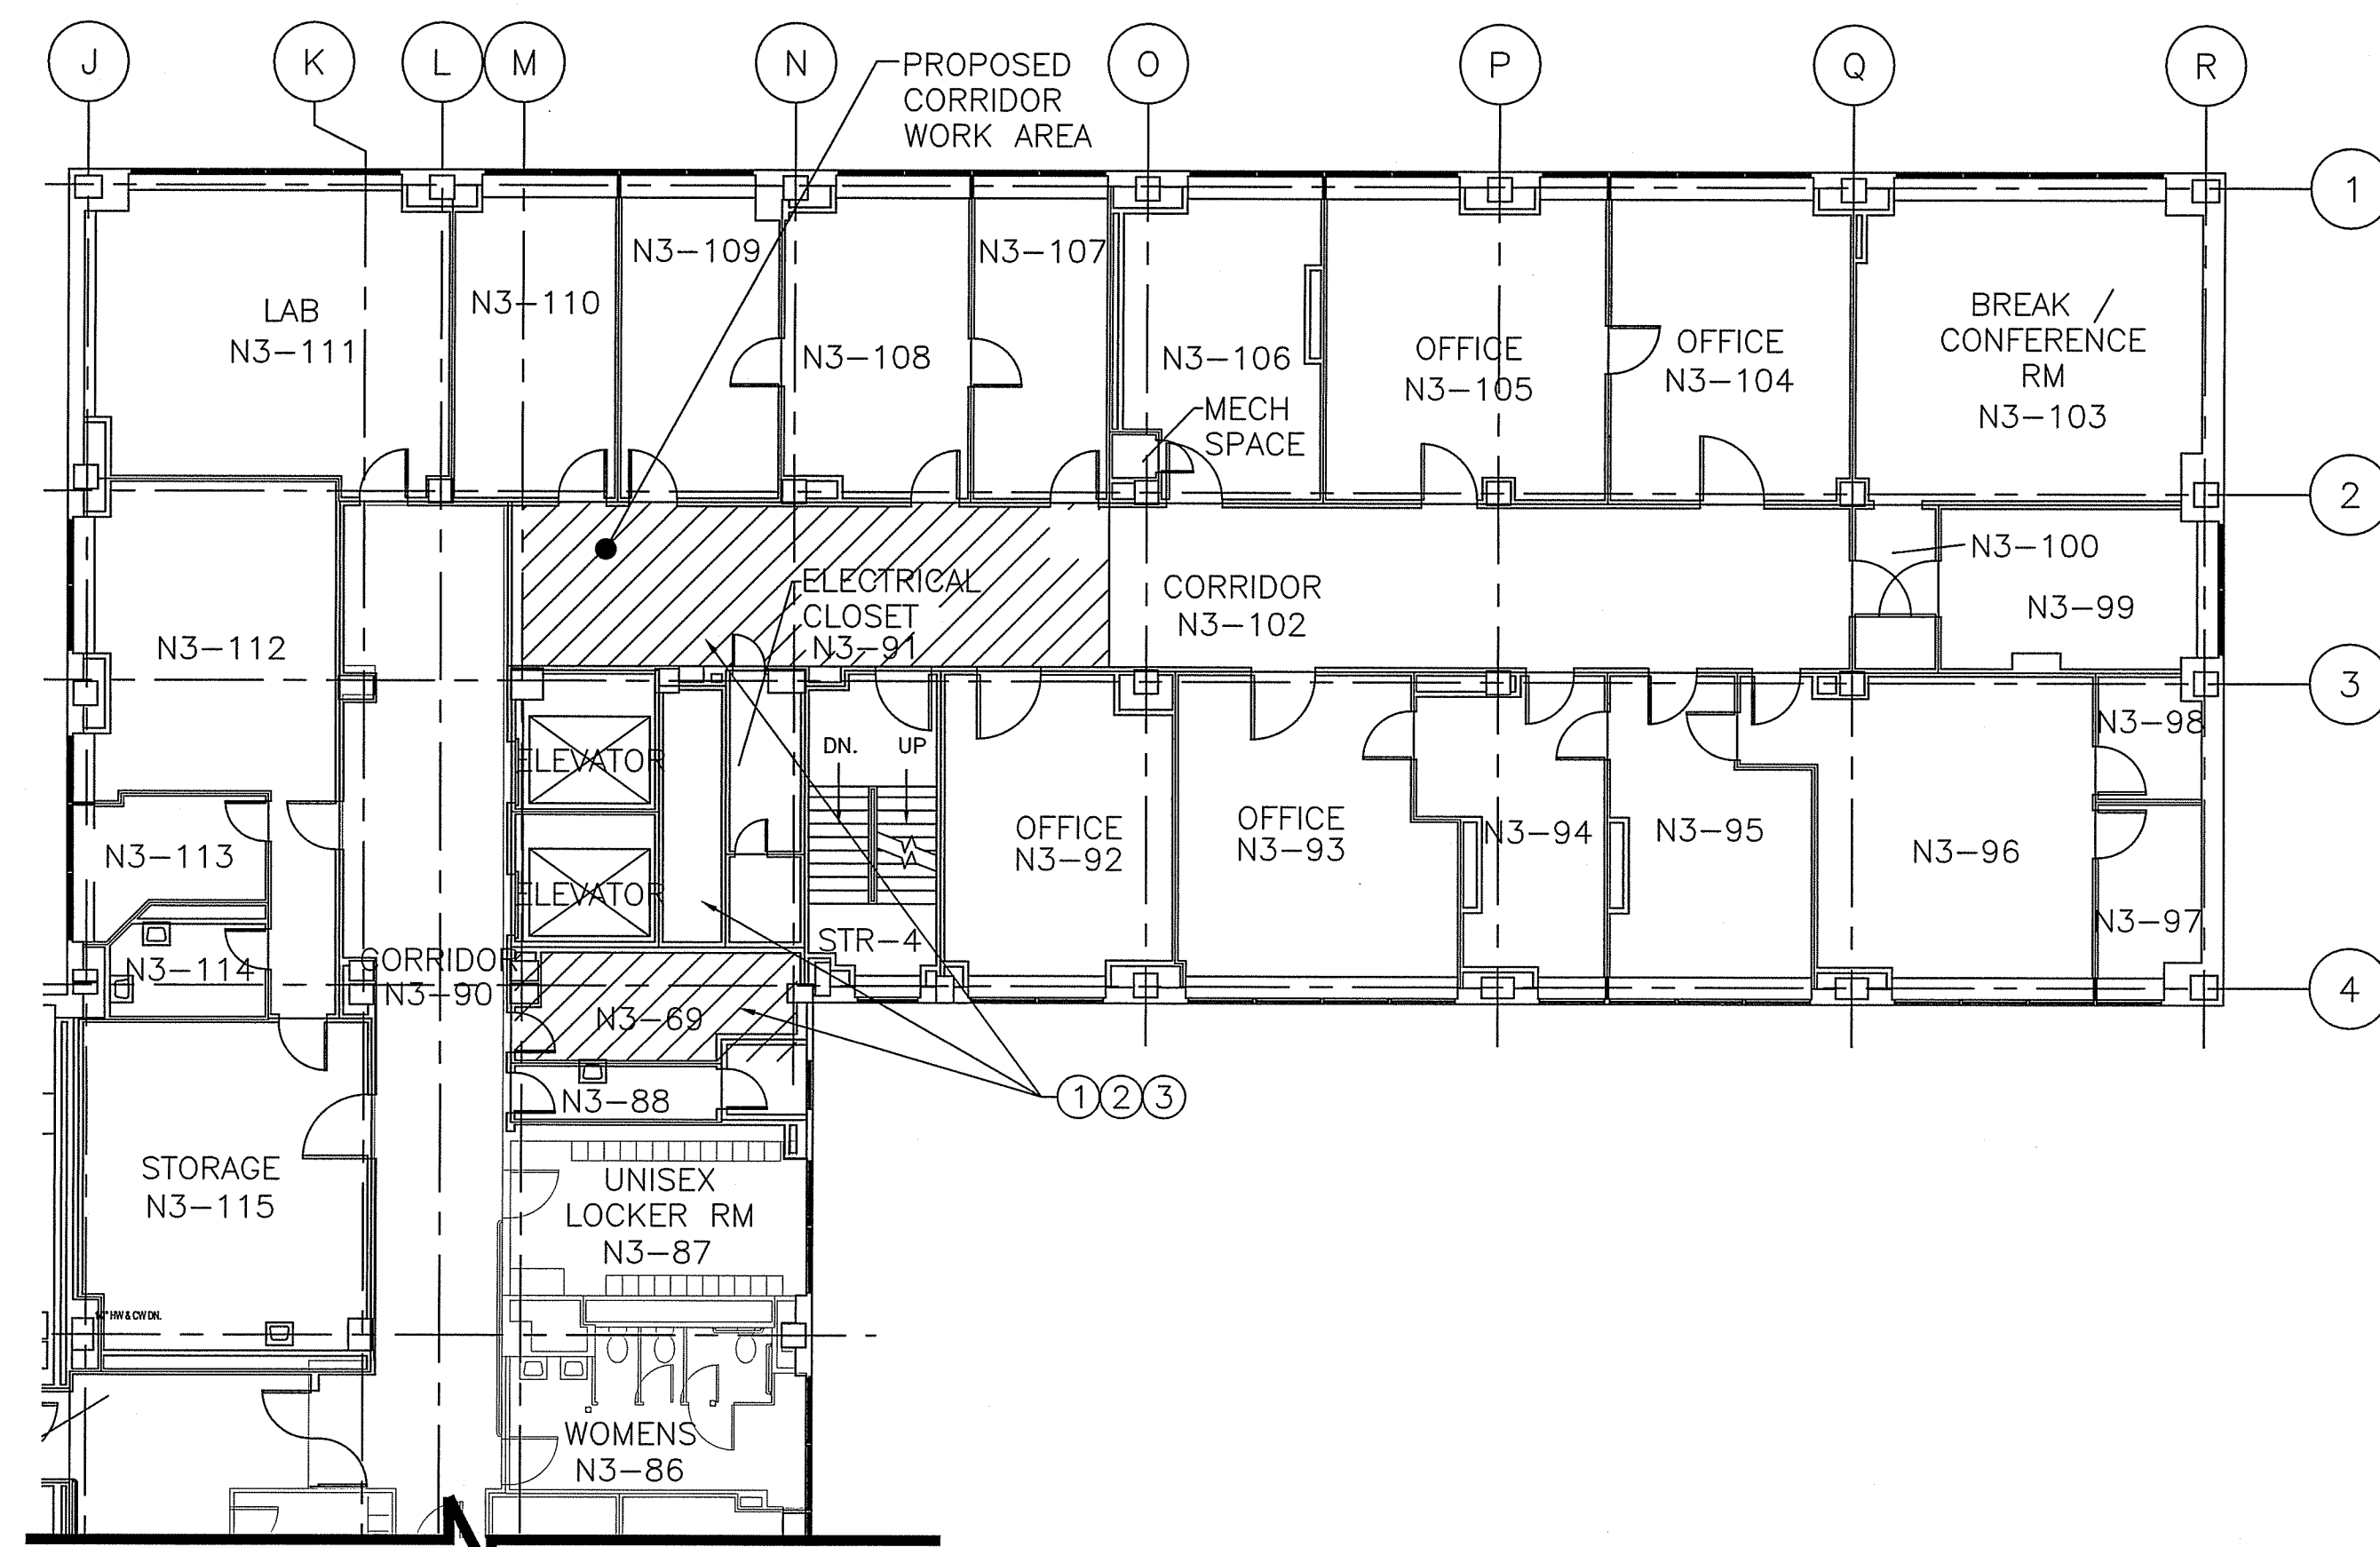 J
K
L
M
N
O
P
Q
R
PROPOSED
CORRIDOR
WORK AREA
1
N3-109
N3-107
LAB
N3-111
N3-110
N3-108
N3-106
OFFICE
N3-105
OFFICE
N3-104
BREAK /
CONFERENCE
RM
N3-103
MECH
SPACE
2
N3-100
N3-99
ELECTRICAL
CLOSET
N3-91
CORRIDOR
N3-102
N3-112
3
N3-98
DN.
UP
ELEVATOR
ELEVATOR
OFFICE
N3-92
OFFICE
N3-93
N3-94
N3-95
N3-96
N3-97
N3-113
N3-114
STR-4
CORRIDOR
N3-90
4
N3-69
N3-88
1 2 3
STORAGE
N3-115
UNISEX
LOCKER RM
N3-87
HW & CW DN.
WOMENS
N3-86